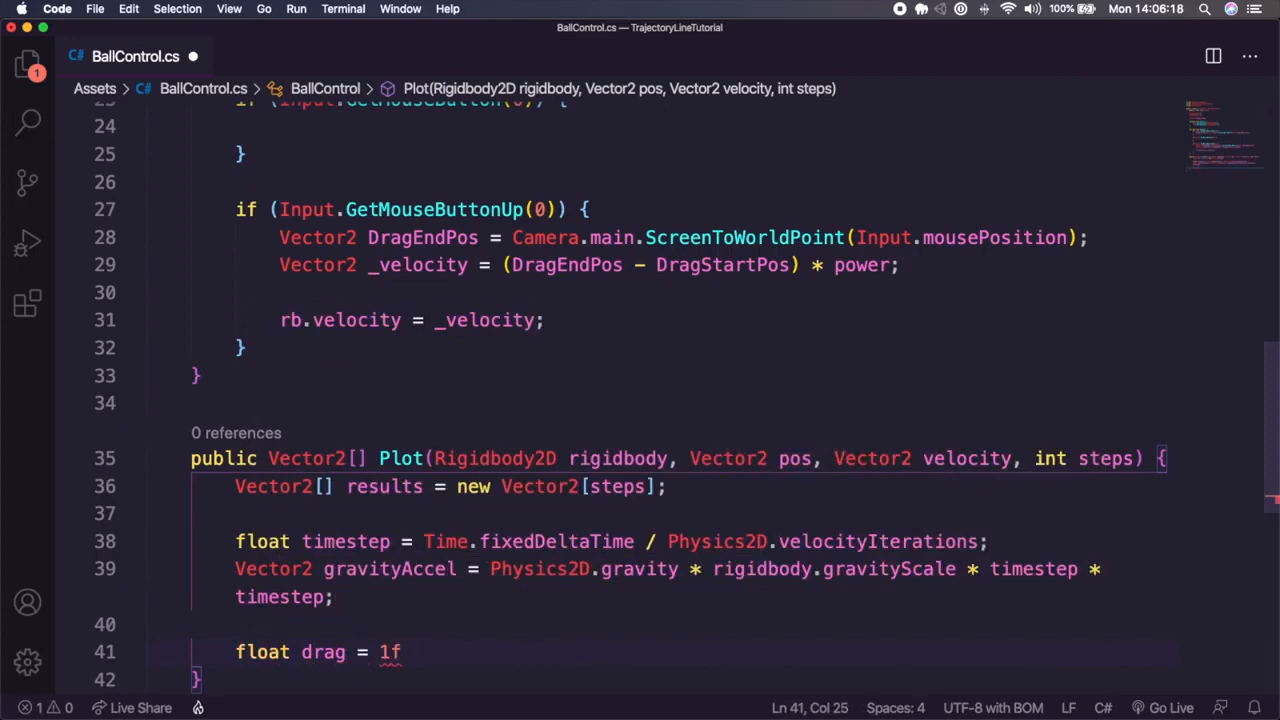 Code File Edit Selection View Go Run Terminal Window Help 100% Mon 14:06:18
BallControl.cs — TrajectoryLineTutorial
C# BallControl.cs
1
Assets > C# BallControl.cs > BallControl > Plot(Rigidbody2D rigidbody, Vector2 pos, Vector2 velocity, int steps)
23 if (Input.GetMouseButton(0)) {
24
25 }
26
27 if (Input.GetMouseButtonUp(0)) {
28 Vector2 DragEndPos = Camera.main.ScreenToWorldPoint(Input.mousePosition);
29 Vector2 _velocity = (DragEndPos - DragStartPos) * power;
30
31 rb.velocity = _velocity;
32 }
33 }
34
0 references
35 public Vector2[] Plot(Rigidbody2D rigidbody, Vector2 pos, Vector2 velocity, int steps) {
36 Vector2[] results = new Vector2[steps];
37
38 float timestep = Time.fixedDeltaTime / Physics2D.velocityIterations;
39 Vector2 gravityAccel = Physics2D.gravity * rigidbody.gravityScale * timestep *
timestep;
40
41 float drag = 1f
42 }
1 0 Live Share Ln 41, Col 25 Spaces: 4 UTF-8 with BOM LF C# Go Live